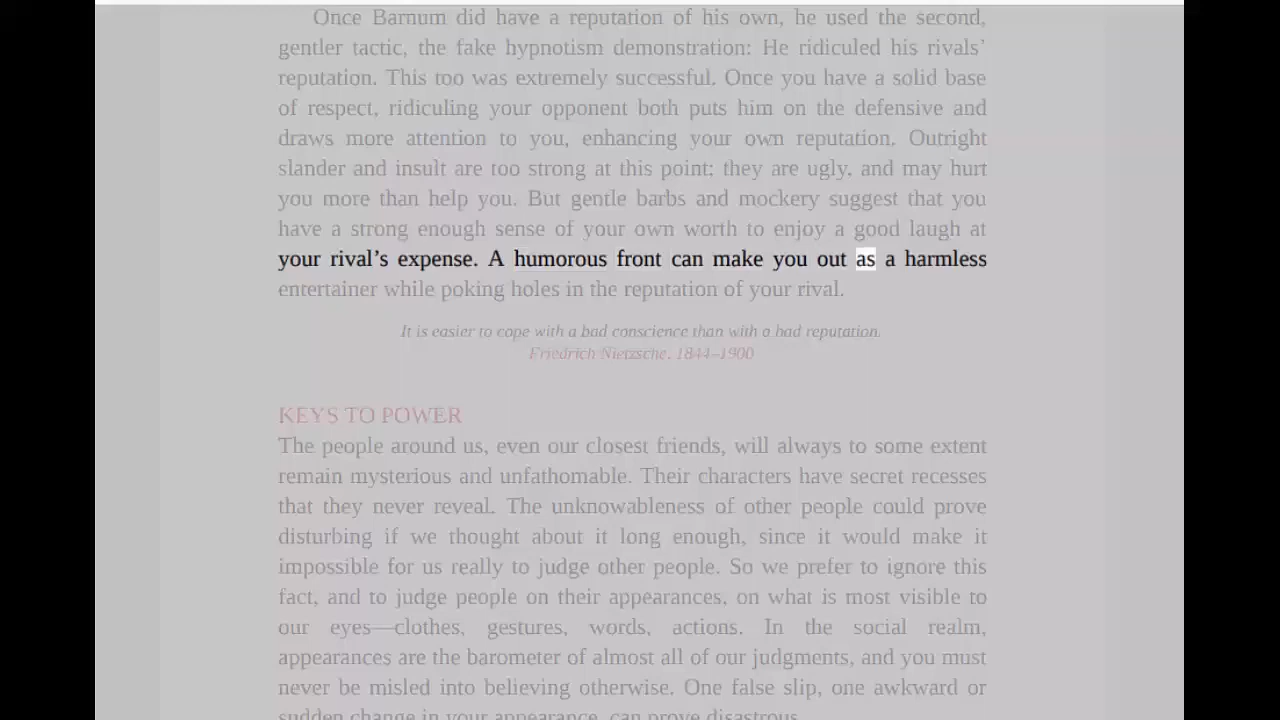 Once Barnum did have a reputation of his own, he used the second,
gentler tactic, the fake hypnotism demonstration: He ridiculed his rivals’
reputation. This too was extremely successful. Once you have a solid base
of respect, ridiculing your opponent both puts him on the defensive and
draws more attention to you, enhancing your own reputation. Outright
slander and insult are too strong at this point; they are ugly, and may hurt
you more than help you. But gentle barbs and mockery suggest that you
have a strong enough sense of your own worth to enjoy a good laugh at
your rival’s expense. A humorous front can make you out as a harmless
entertainer while poking holes in the reputation of your rival.
It is easier to cope with a bad conscience than with a bad reputation.
Friedrich Nietzsche, 1844–1900
KEYS TO POWER
The people around us, even our closest friends, will always to some extent
remain mysterious and unfathomable. Their characters have secret recesses
that they never reveal. The unknowableness of other people could prove
disturbing if we thought about it long enough, since it would make it
impossible for us really to judge other people. So we prefer to ignore this
fact, and to judge people on their appearances, on what is most visible to
our eyes—clothes, gestures, words, actions. In the social realm,
appearances are the barometer of almost all of our judgments, and you must
never be misled into believing otherwise. One false slip, one awkward or
sudden change in your appearance, can prove disastrous.